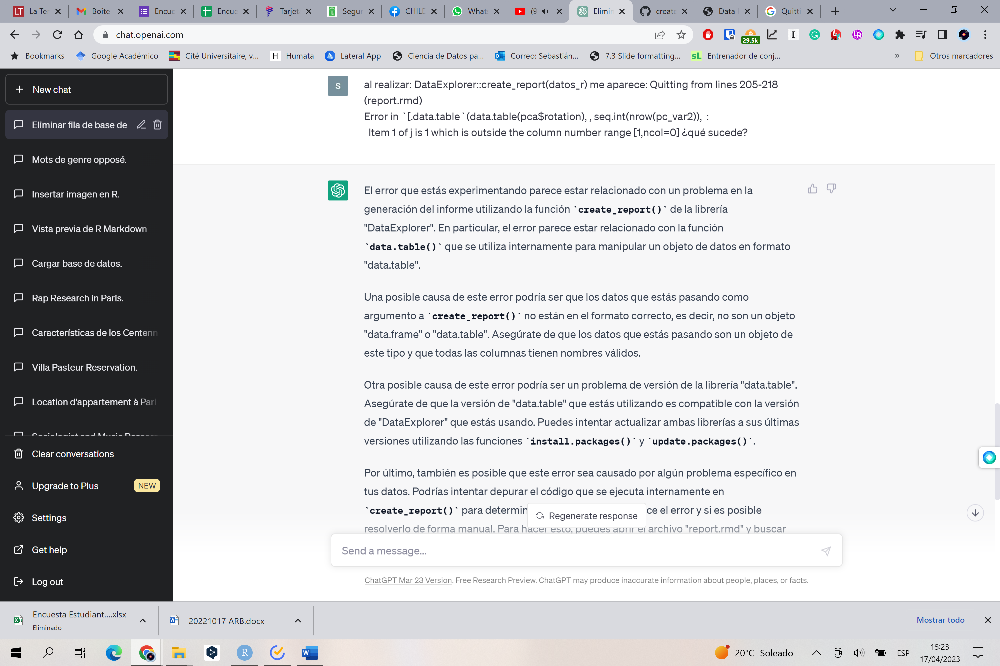 La Ter
Boîte
Encue
Encue
Tarjet
Segur
CHILE
Whats
(9
Elimin
create
Data
Quitti
chat.openai.com
29.5k
Bookmarks
Google Académico
Cité Universitaire, v...
Humata
Lateral App
Ciencia de Datos pa...
Correo: Sebastián...
7.3 Slide formatting...
Entrenador de conj...
»
Otros marcadores
New chat
Eliminar fila de base de
Mots de genre opposé.
Insertar imagen en R.
Vista previa de R Markdown
Cargar base de datos.
Rap Research in Paris.
Características de los Centenn
Villa Pasteur Reservation.
Location d'appartement à Pari
Clear conversations
Upgrade to Plus
NEW
Settings
Get help
Log out
S
al realizar: DataExplorer::create_report(datos_r) me aparece: Quitting from lines 205-218
(report.rmd)
Error in `[.data.table`(data.table(pca$rotation), , seq.int(nrow(pc_var2)), :
Item 1 of j is 1 which is outside the column number range [1,ncol=0] ¿qué sucede?
El error que estás experimentando parece estar relacionado con un problema en la
generación del informe utilizando la función `create_report()` de la librería
"DataExplorer". En particular, el error parece estar relacionado con la función
`data.table()` que se utiliza internamente para manipular un objeto de datos en formato
"data.table".
Una posible causa de este error podría ser que los datos que estás pasando como
argumento a `create_report()` no están en el formato correcto, es decir, no son un objeto
"data.frame" o "data.table". Asegúrate de que los datos que estás pasando son un objeto de
este tipo y que todas las columnas tienen nombres válidos.
Otra posible causa de este error podría ser un problema de versión de la librería "data.table".
Asegúrate de que la versión de "data.table" que estás utilizando es compatible con la versión
de "DataExplorer" que estás usando. Puedes intentar actualizar ambas librerías a sus últimas
versiones utilizando las funciones `install.packages()` y `update.packages()`.
Por último, también es posible que este error sea causado por algún problema específico en
tus datos. Podrías intentar depurar el código que se ejecuta internamente en
`create_report()` para determin ce el error y si es posible
resolverlo de forma manual. Para hacer esto, puedes abrir el archivo "report.rmd" y buscar
Regenerate response
Send a message...
ChatGPT Mar 23 Version. Free Research Preview. ChatGPT may produce inaccurate information about people, places, or facts.
Encuesta Estudiant....xlsx
Eliminado
20221017 ARB.docx
Mostrar todo
20°C Soleado
ESP
15:23
17/04/2023